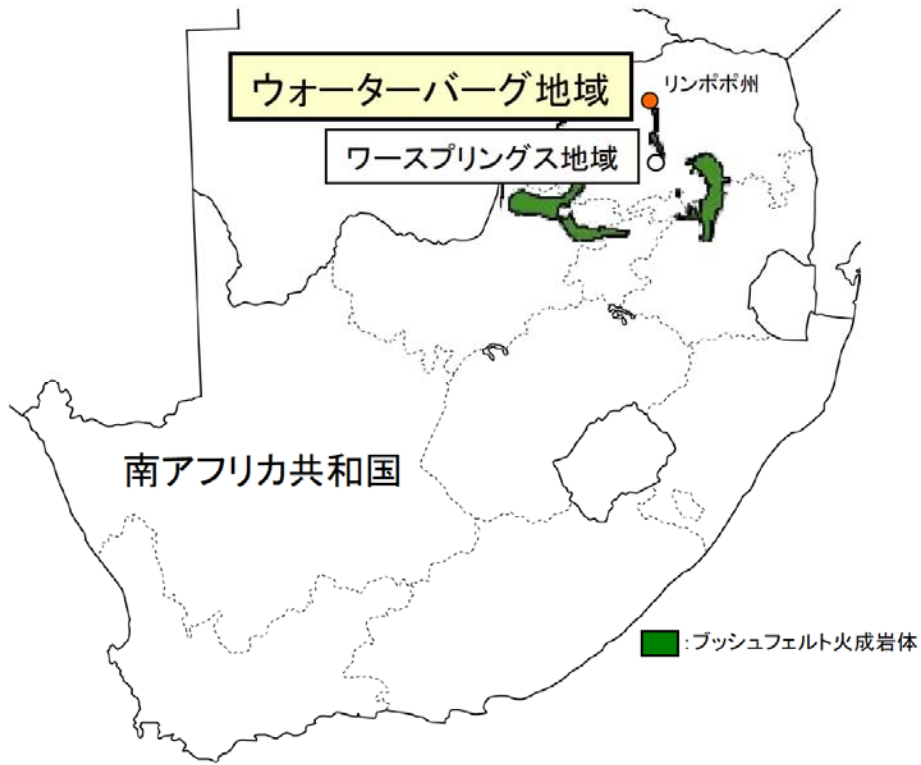 ウォーターバーグ地域
リンポポ州
ワースプリングス地域
南アフリカ共和国
:ブッシュフェルト火成岩体